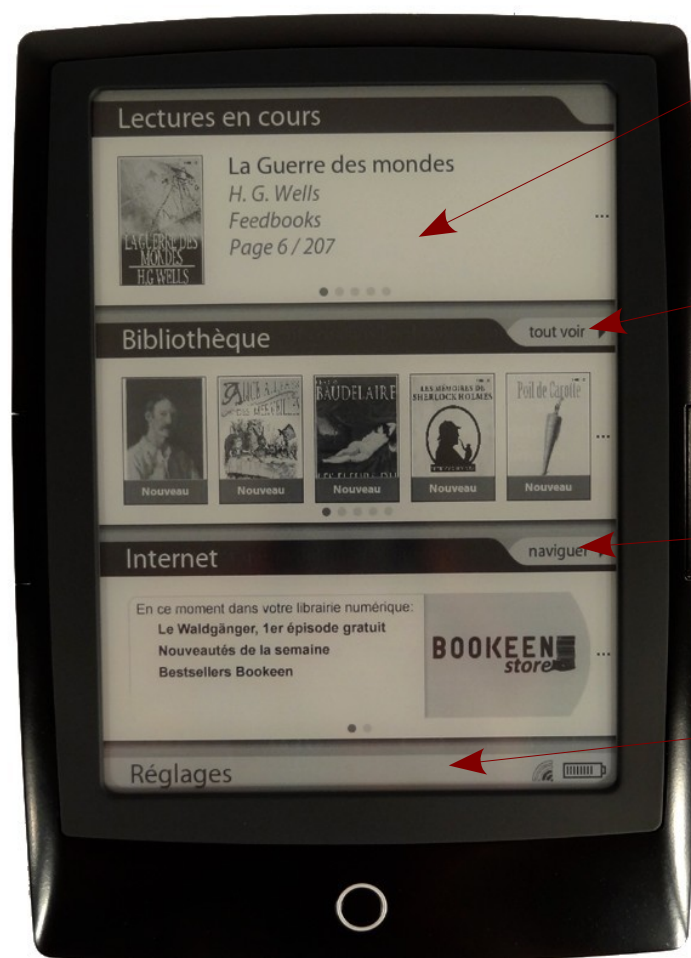 Lectures en cours
La Guerre des mondes
H. G. Wells
Feedbooks
Page 6 / 207
LA GUERRE DES
MONDES
H.G WELLS
Bibliothèque
tout voir
BAUDELAIRE
LES MÉMOIRES DE
SHERLOCK HOLMES
Poil de Carotte
Nouveau
Nouveau
Nouveau
Nouveau
Nouveau
Internet
naviguer
En ce moment dans votre librairie numérique:
Le Waldgänger, 1er épisode gratuit
Nouveautés de la semaine
Bestsellers Bookeen
BOOKEEN
store
Réglages